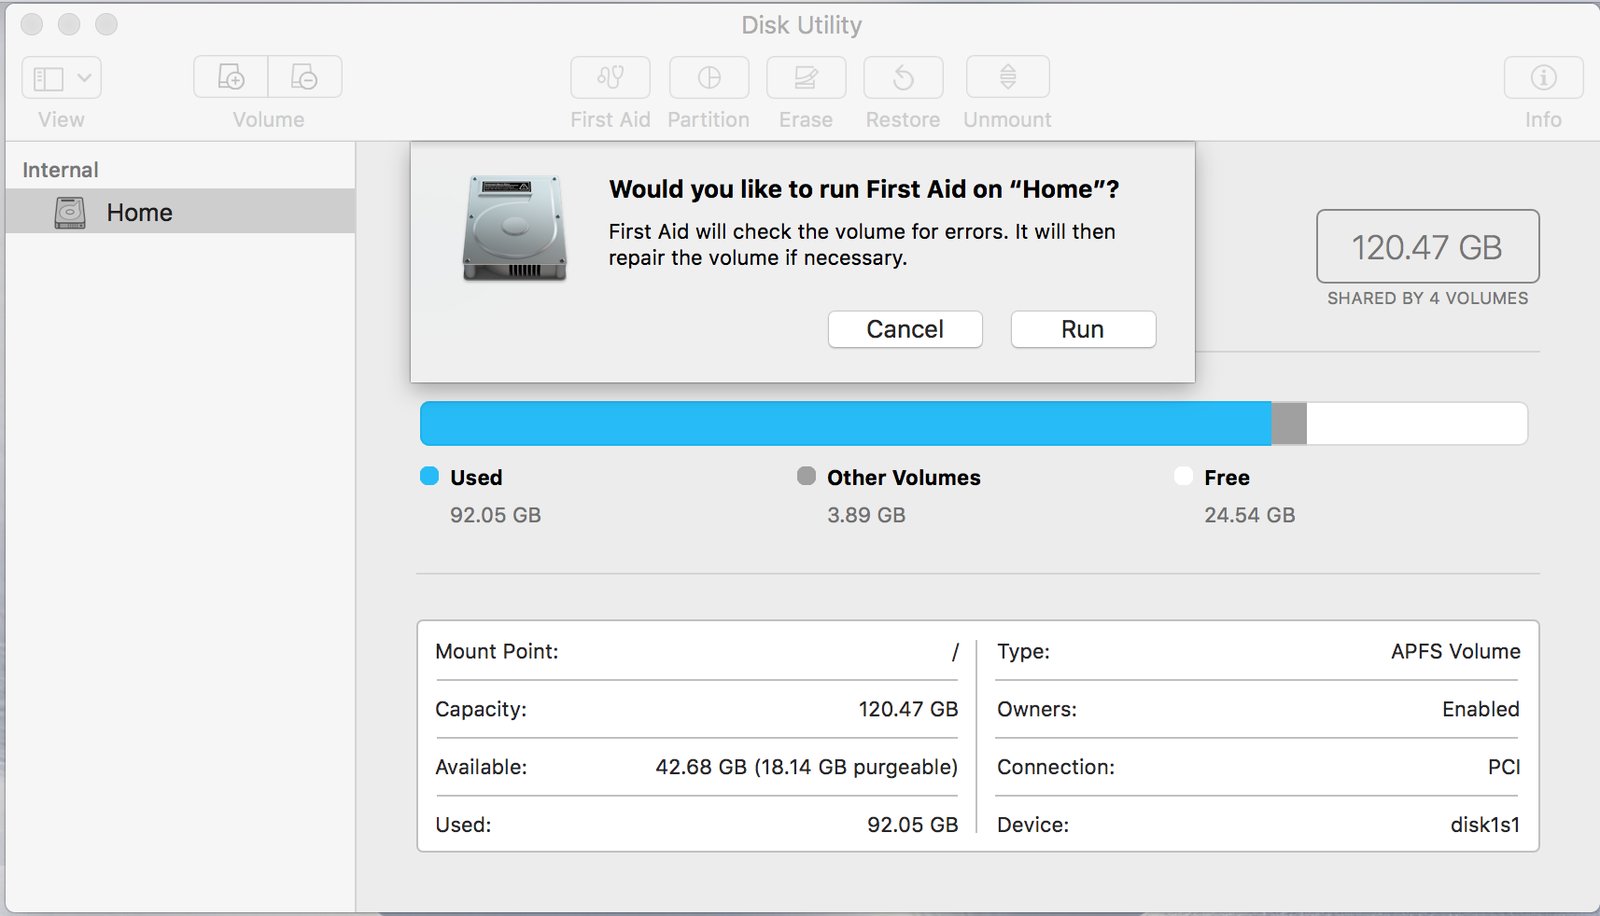 Disk Utility
View
Volume
First Aid
Partition
Erase
Restore
Unmount
Info
Internal
Home
Would you like to run First Aid on “Home”?
First Aid will check the volume for errors. It will then
repair the volume if necessary.
Cancel
Run
120.47 GB
SHARED BY 4 VOLUMES
Used
92.05 GB
Other Volumes
3.89 GB
Free
24.54 GB
Mount Point: /
Capacity: 120.47 GB
Available: 42.68 GB (18.14 GB purgeable)
Used: 92.05 GB
Type: APFS Volume
Owners: Enabled
Connection: PCI
Device: disk1s1